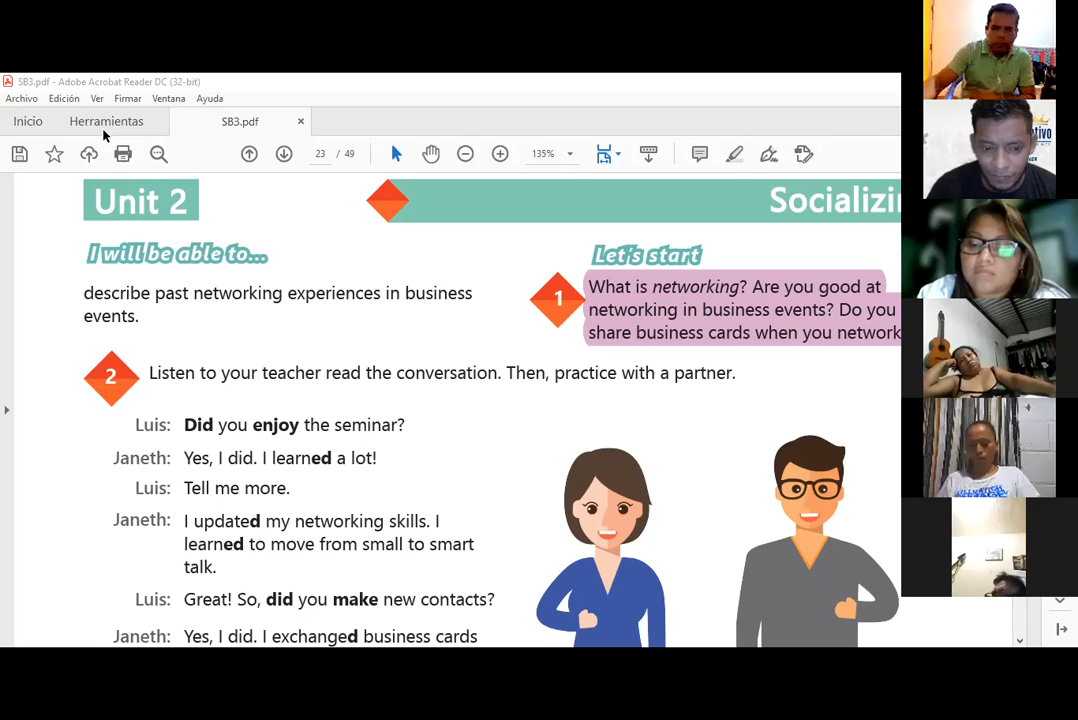 SB3.pdf - Adobe Acrobat Reader DC (32-bit)
Archivo Edición Ver Firmar Ventana Ayuda
Inicio Herramientas SB3.pdf ×
23 / 49 135%
Unit 2
I will be able to...
describe past networking experiences in business
events.
Let's start
1
What is networking? Are you good at
networking in business events? Do you
share business cards when you network
2
Listen to your teacher read the conversation. Then, practice with a partner.
Luis: Did you enjoy the seminar?
Janeth: Yes, I did. I learned a lot!
Luis: Tell me more.
Janeth: I updated my networking skills. I
learned to move from small to smart
talk.
Luis: Great! So, did you make new contacts?
Janeth: Yes, I did. I exchanged business cards